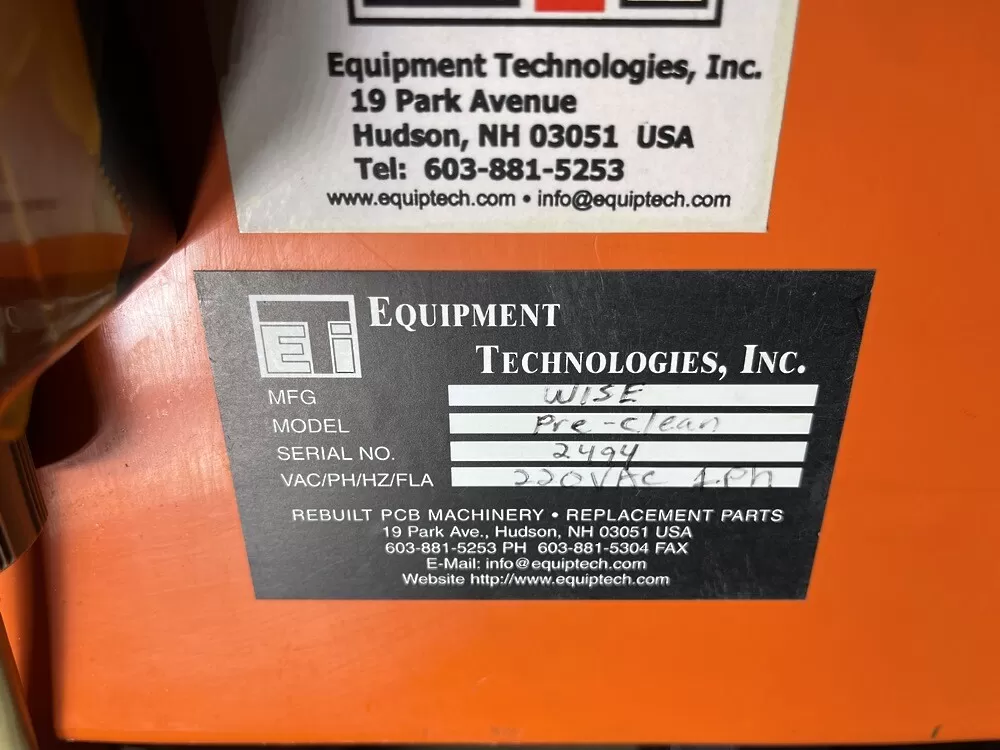 Equipment Technologies, Inc.
19 Park Avenue
Hudson, NH 03051 USA
Tel: 603-881-5253
www.equiptech.com • info@equiptech.com
ETi EQUIPMENT
TECHNOLOGIES, INC.
MFG WISE
MODEL Pre-clean
SERIAL NO. 2494
VAC/PH/HZ/FLA 220VAC 1Ph
REBUILT PCB MACHINERY • REPLACEMENT PARTS
19 Park Ave., Hudson, NH 03051 USA
603-881-5253 PH 603-881-5304 FAX
E-Mail: info@equiptech.com
Website http://www.equiptech.com